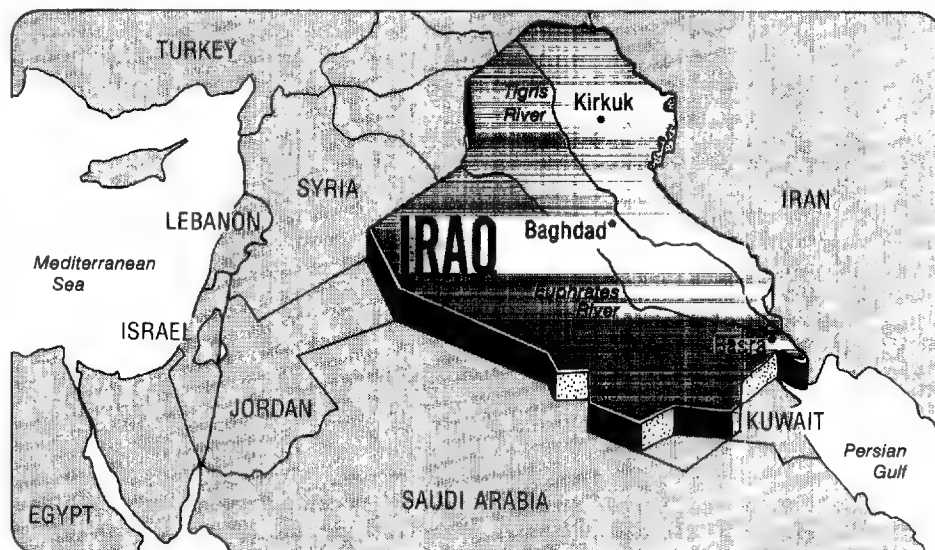 TURKEY
Tigris
River
Kirkuk
SYRIA
IRAN
LEBANON
IRAQ
Baghdad
Mediterranean
Sea
Euphrates
River
ISRAEL
Basra
JORDAN
KUWAIT
Persian
Gulf
SAUDI ARABIA
EGYPT